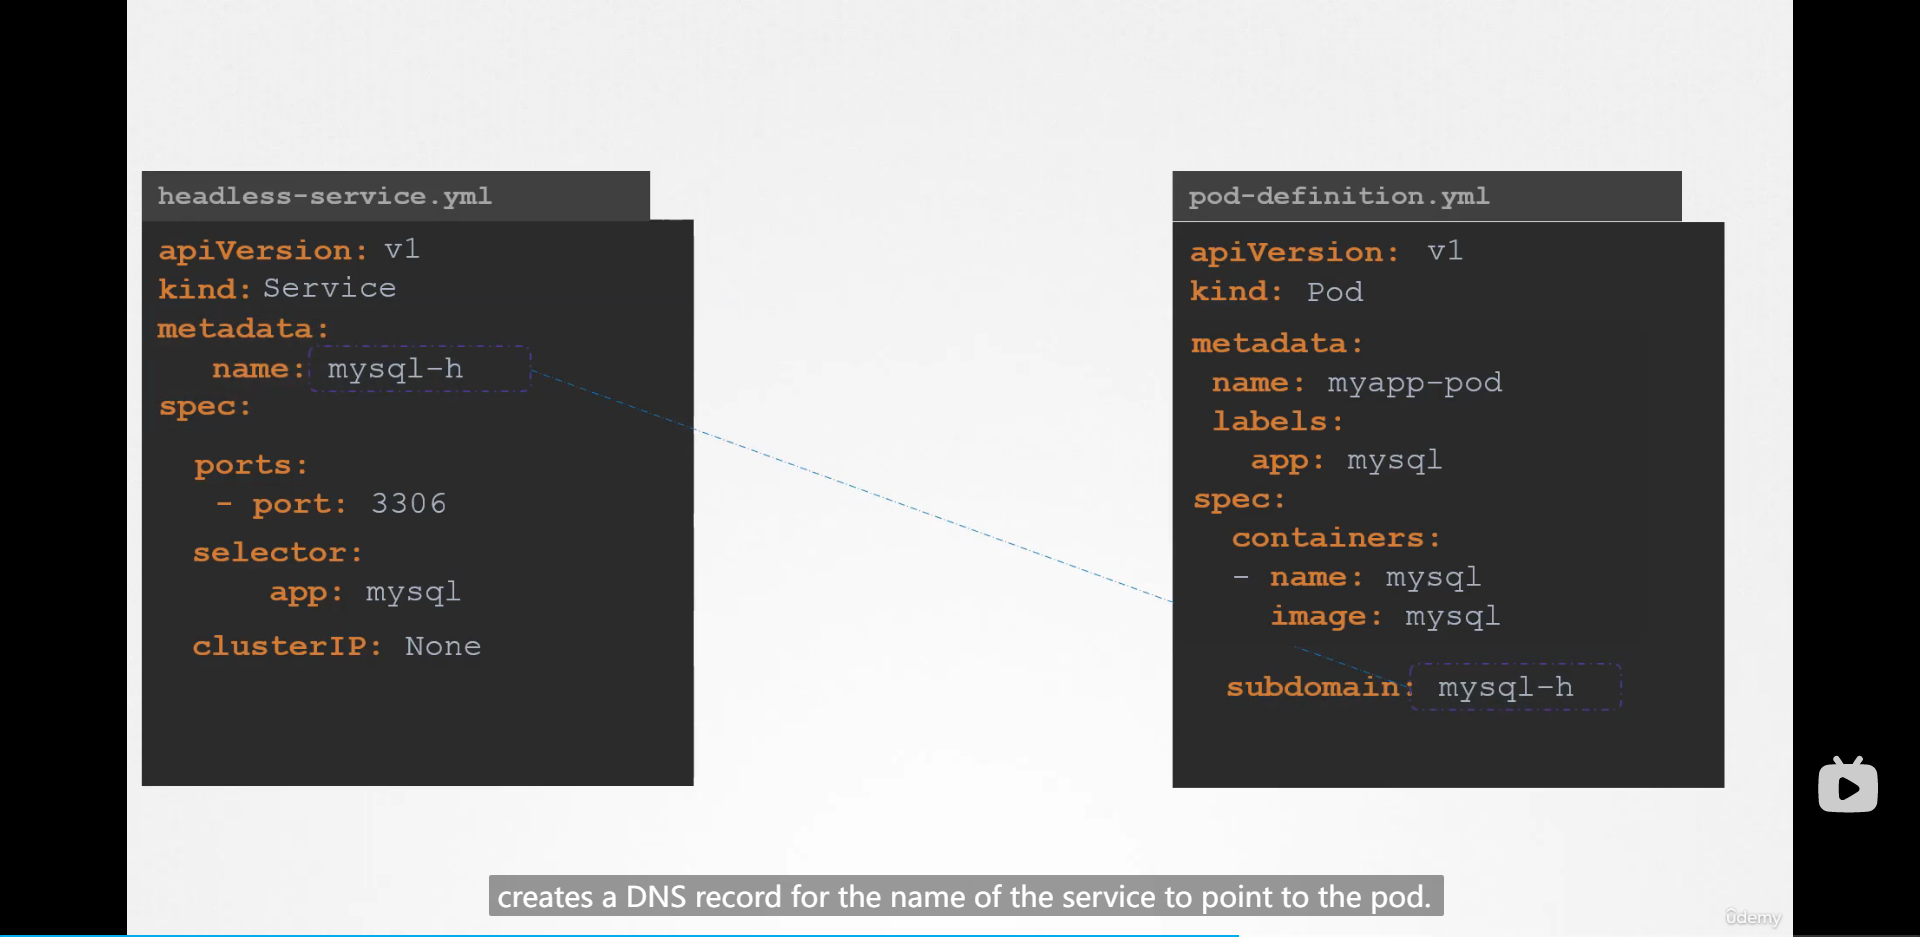 headless-service.yml
apiVersion: v1
kind: Service
metadata:
name: mysql-h
spec:
ports:
- port: 3306
selector:
app: mysql
clusterIP: None
pod-definition.yml
apiVersion: v1
kind: Pod
metadata:
name: myapp-pod
labels:
app: mysql
spec:
containers:
- name: mysql
image: mysql
subdomain: mysql-h
creates a DNS record for the name of the service to point to the pod.
ûdemy